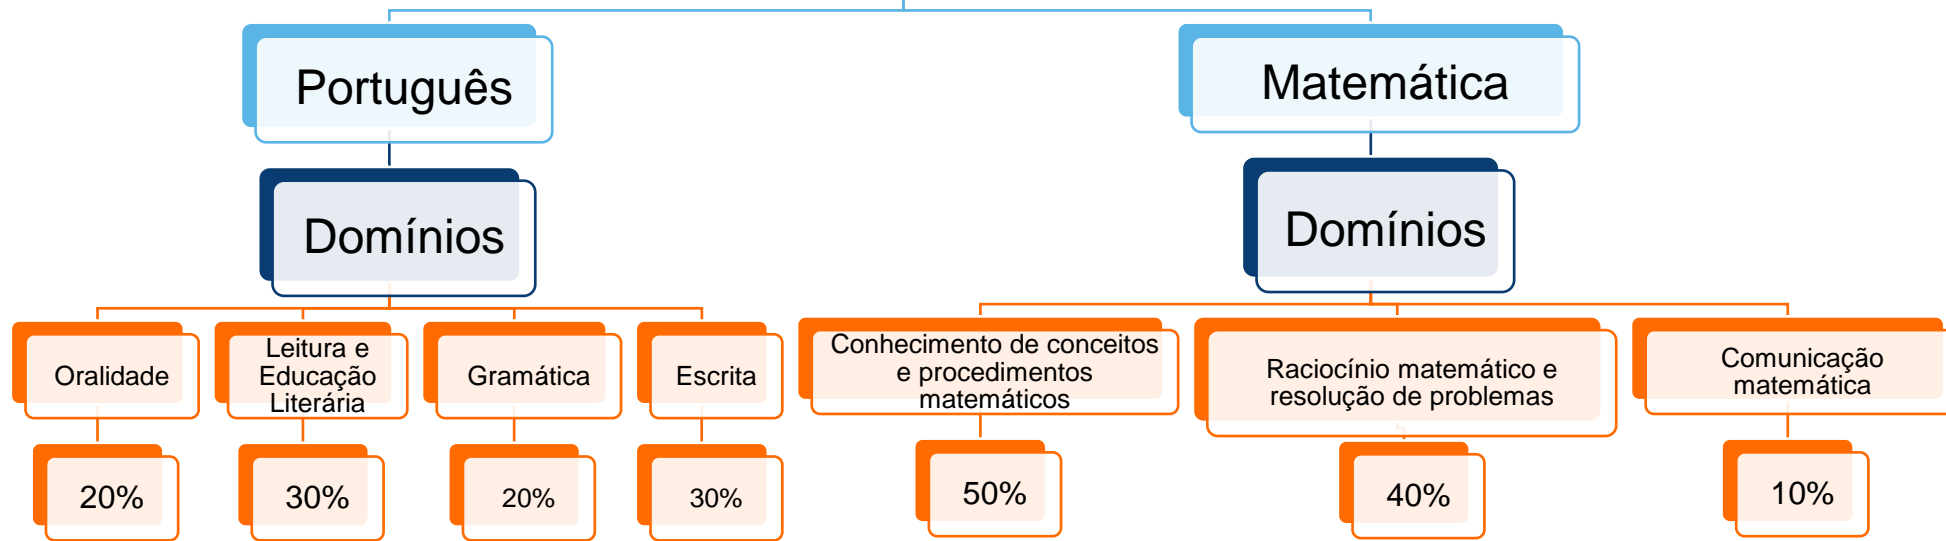 Português
Matemática
Domínios
Domínios
Oralidade
Leitura e
Educação
Literária
Gramática
Escrita
Conhecimento de conceitos
e procedimentos
matemáticos
Raciocínio matemático e
resolução de problemas
Comunicação
matemática
20%
30%
20%
30%
50%
40%
10%